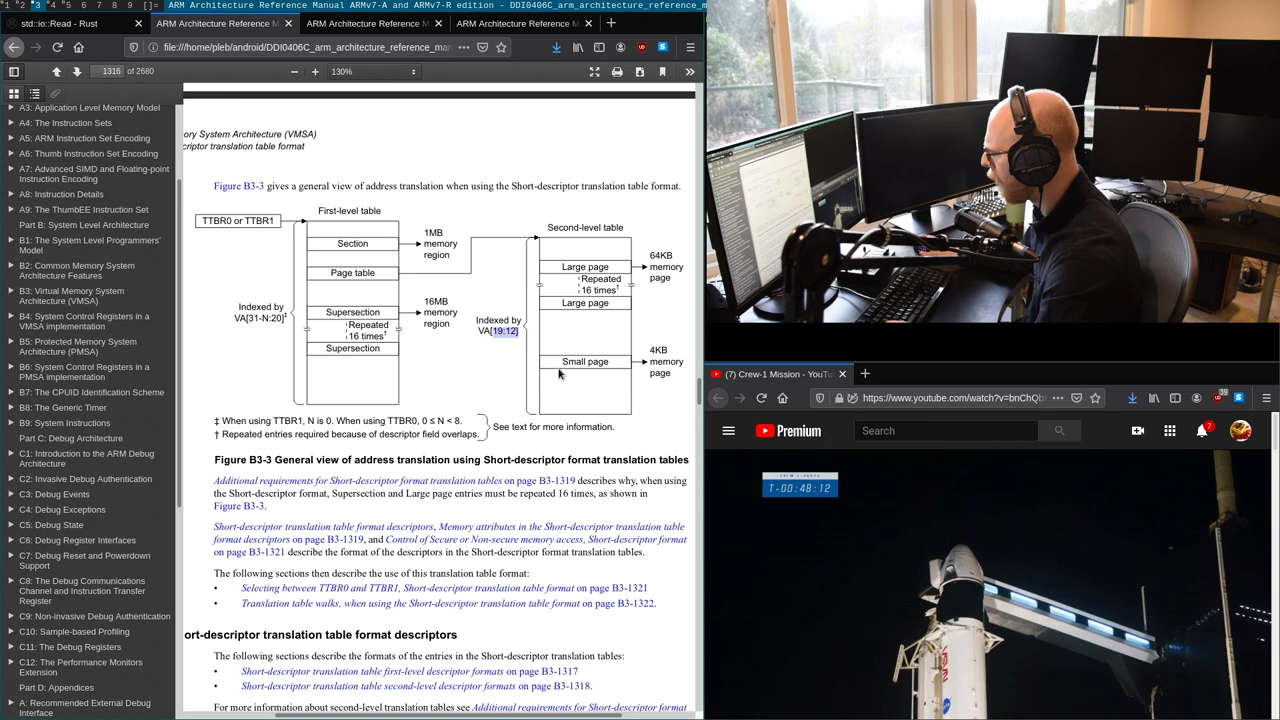 1 2 3 4 5 6 7 8 9 []= ARM Architecture Reference Manual ARMv7-A and ARMv7-R edition - DDI0406C_arm_architecture_reference_m
std::io::Read - Rust
ARM Architecture Reference M
ARM Architecture Reference M
ARM Architecture Reference M
file:///home/pleb/android/DDI0406C_arm_architecture_reference_ma
1316 of 2680
130%
A3: Application Level Memory Model
A4: The Instruction Sets
A5: ARM Instruction Set Encoding
A6: Thumb Instruction Set Encoding
A7: Advanced SIMD and Floating-point
Instruction Encoding
A8: Instruction Details
A9: The ThumbEE Instruction Set
Part B: System Level Architecture
B1: The System Level Programmers'
Model
B2: Common Memory System
Architecture Features
B3: Virtual Memory System
Architecture (VMSA)
B4: System Control Registers in a
VMSA implementation
B5: Protected Memory System
Architecture (PMSA)
B6: System Control Registers in a
PMSA implementation
B7: The CPUID Identification Scheme
B8: The Generic Timer
B9: System Instructions
Part C: Debug Architecture
C1: Introduction to the ARM Debug
Architecture
C2: Invasive Debug Authentication
C3: Debug Events
C4: Debug Exceptions
C5: Debug State
C6: Debug Register Interfaces
C7: Debug Reset and Powerdown
Support
C8: The Debug Communications
Channel and Instruction Transfer
Register
C9: Non-invasive Debug Authentication
C10: Sample-based Profiling
C11: The Debug Registers
C12: The Performance Monitors
Extension
Part D: Appendices
A: Recommended External Debug
Interface
ory System Architecture (VMSA)
criptor translation table format
Figure B3-3 gives a general view of address translation when using the Short-descriptor translation table format.
TTBR0 or TTBR1
First-level table
Section
1MB
memory
region
Page table
Indexed by
VA[31-N:20]‡
Supersection
Repeated
16 times†
Supersection
16MB
memory
region
Second-level table
Large page
64KB
memory
page
Repeated
16 times†
Large page
Indexed by
VA[19:12]
Small page
4KB
memory
page
‡ When using TTBR1, N is 0. When using TTBR0, 0 ≤ N < 8.
† Repeated entries required because of descriptor field overlaps.
See text for more information.
Figure B3-3 General view of address translation using Short-descriptor format translation tables
Additional requirements for Short-descriptor format translation tables on page B3-1319 describes why, when using
the Short-descriptor format, Supersection and Large page entries must be repeated 16 times, as shown in
Figure B3-3.
Short-descriptor translation table format descriptors, Memory attributes in the Short-descriptor translation table
format descriptors on page B3-1319, and Control of Secure or Non-secure memory access, Short-descriptor format
on page B3-1321 describe the format of the descriptors in the Short-descriptor format translation tables.
The following sections then describe the use of this translation table format:
• Selecting between TTBR0 and TTBR1, Short-descriptor translation table format on page B3-1321
• Translation table walks, when using the Short-descriptor translation table format on page B3-1322.
ort-descriptor translation table format descriptors
The following sections describe the formats of the entries in the Short-descriptor translation tables:
• Short-descriptor translation table first-level descriptor formats on page B3-1317
• Short-descriptor translation table second-level descriptor formats on page B3-1318.
For more information about second-level translation tables see Additional requirements for Short-descriptor format
(7) Crew-1 Mission - YouTu
39
https://www.youtube.com/watch?v=bnChQb
Premium
Search
7
T-00:48:12